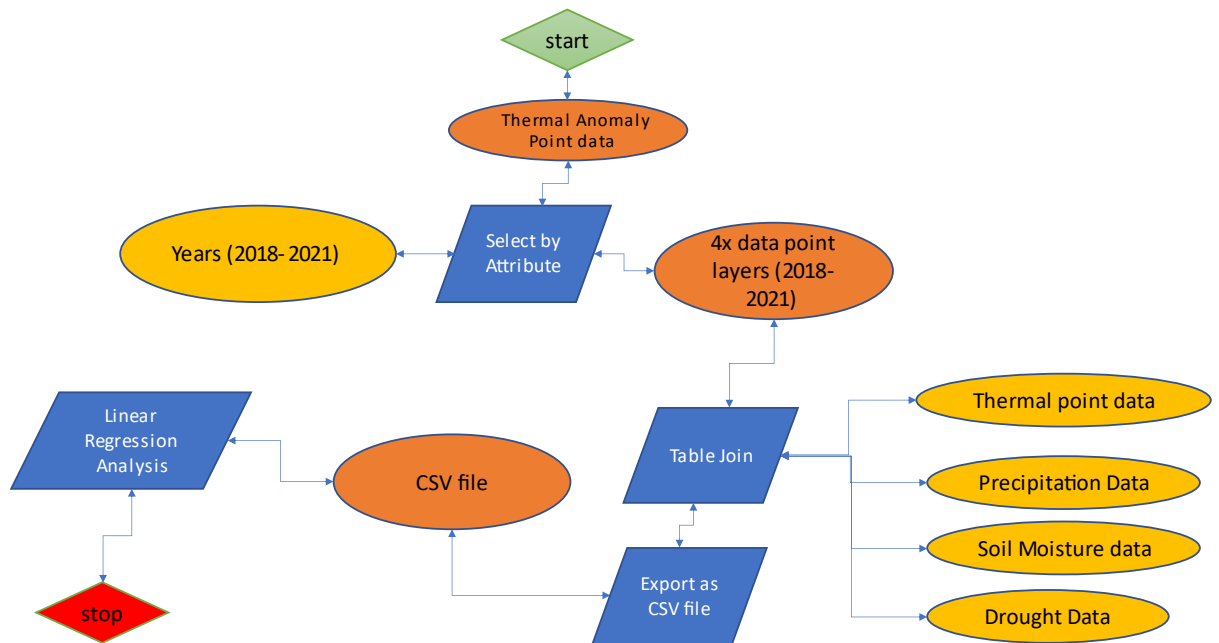 start
Thermal Anomaly
Point data
Years (2018- 2021)
Select by
Attribute
4x data point
layers (2018-
2021)
Linear
Regression
Analysis
CSV file
Table Join
Thermal point data
Precipitation Data
Soil Moisture data
Drought Data
Export as
CSV file
stop